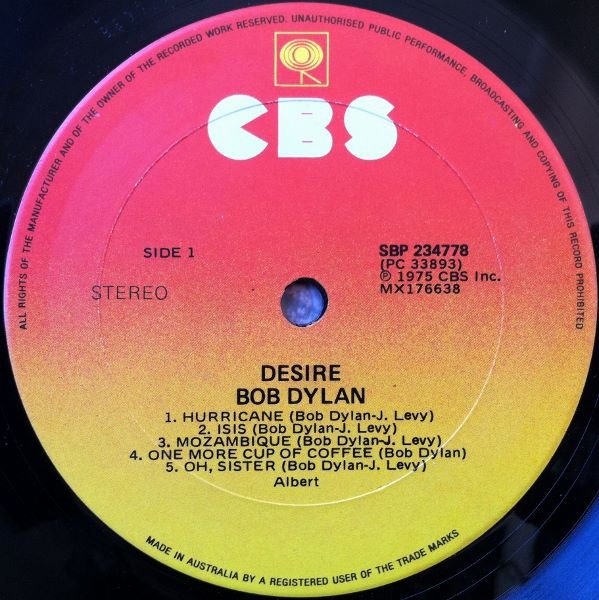 ALL RIGHTS OF THE MANUFACTURER AND OF THE OWNER OF THE RECORDED WORK RESERVED. UNAUTHORISED PUBLIC PERFORMANCE, BROADCASTING AND COPYING OF THIS RECORD PROHIBITED
CBS
SIDE 1
STEREO
SBP 234778
(PC 33893)
℗ 1975 CBS Inc.
MX176638
DESIRE
BOB DYLAN
1. HURRICANE (Bob Dylan-J. Levy)
2. ISIS (Bob Dylan-J. Levy)
3. MOZAMBIQUE (Bob Dylan-J. Levy)
4. ONE MORE CUP OF COFFEE (Bob Dylan)
5. OH, SISTER (Bob Dylan-J. Levy)
Albert
MADE IN AUSTRALIA BY A REGISTERED USER OF THE TRADE MARKS